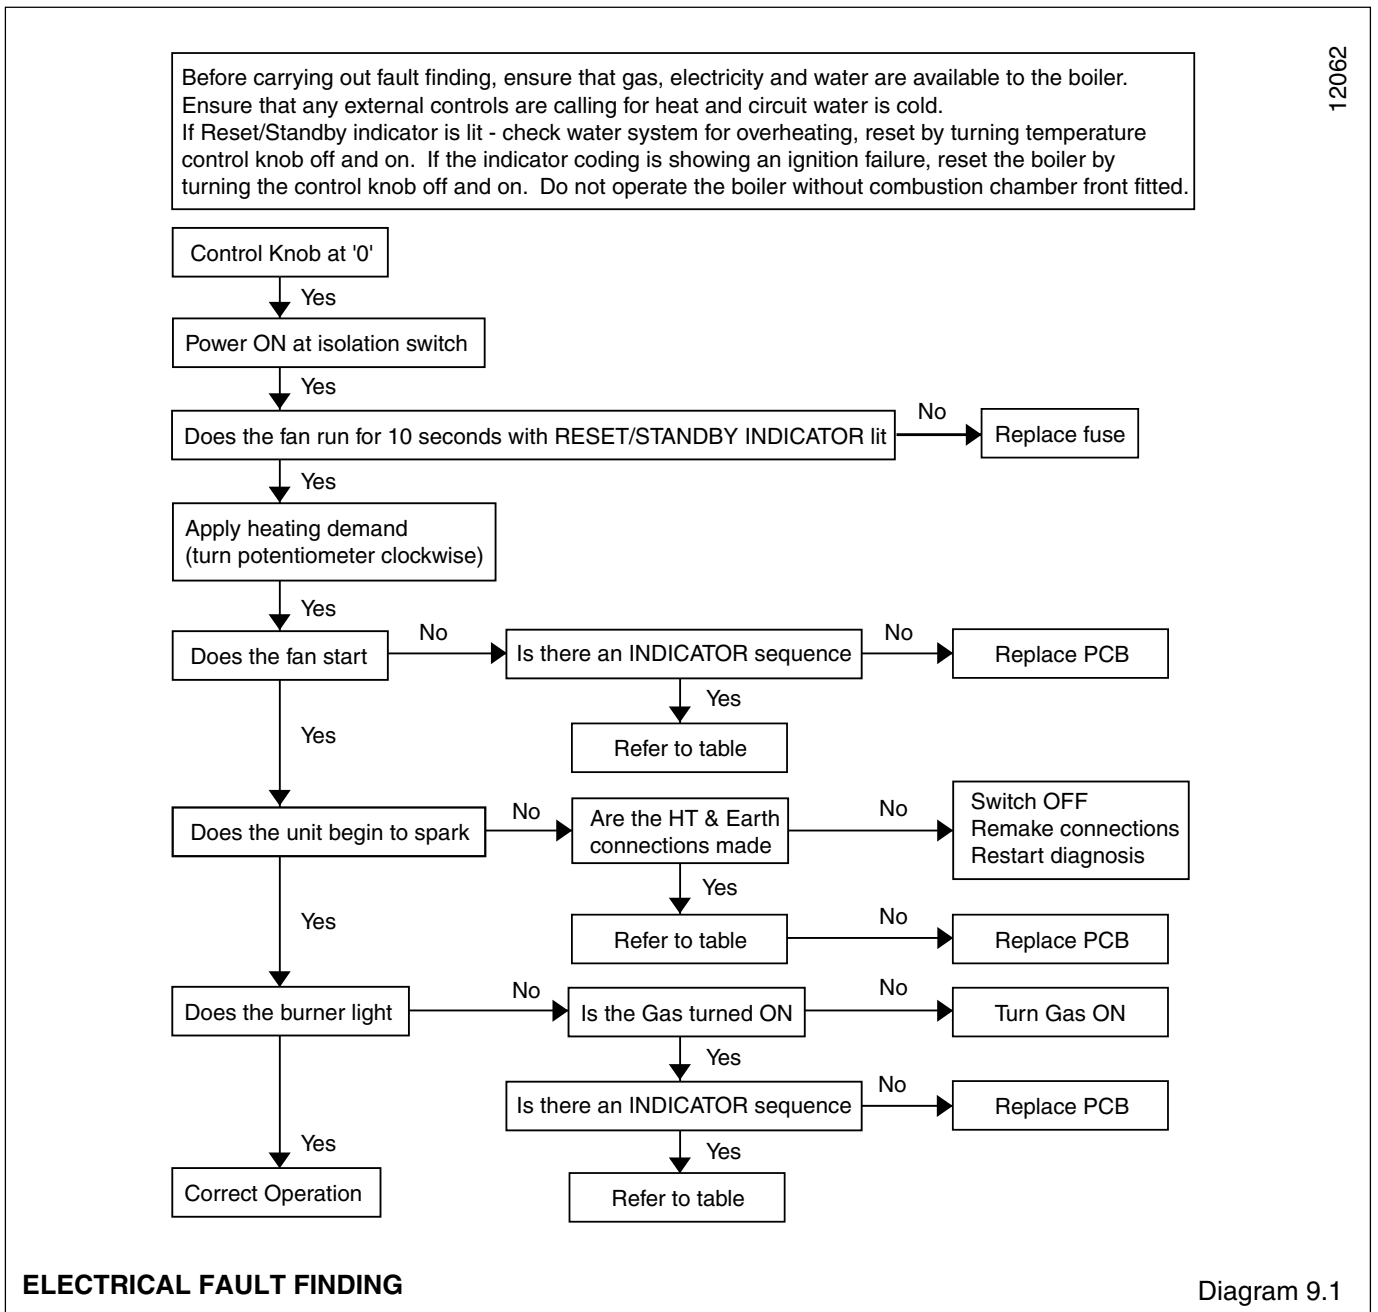 12062
Before carrying out fault finding, ensure that gas, electricity and water are available to the boiler.
Ensure that any external controls are calling for heat and circuit water is cold.
If Reset/Standby indicator is lit - check water system for overheating, reset by turning temperature
control knob off and on.  If the indicator coding is showing an ignition failure, reset the boiler by
turning the control knob off and on.  Do not operate the boiler without combustion chamber front fitted.
Control Knob at '0'
Yes
Power ON at isolation switch
Yes
Does the fan run for 10 seconds with RESET/STANDBY INDICATOR lit
No
Replace fuse
Yes
Apply heating demand
(turn potentiometer clockwise)
Yes
Does the fan start
No
Is there an INDICATOR sequence
No
Replace PCB
Yes
Refer to table
Yes
Does the unit begin to spark
No
Are the HT & Earth
connections made
No
Switch OFF
Remake connections
Restart diagnosis
Yes
Refer to table
No
Replace PCB
Yes
Does the burner light
No
Is the Gas turned ON
No
Turn Gas ON
Yes
Is there an INDICATOR sequence
No
Replace PCB
Yes
Refer to table
Yes
Correct Operation
ELECTRICAL FAULT FINDING
Diagram 9.1